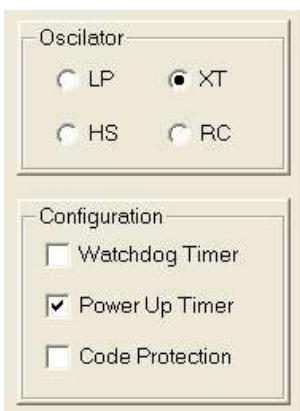 Oscilator
LP XT
HS RC
Configuration
Watchdog Timer
Power Up Timer
Code Protection